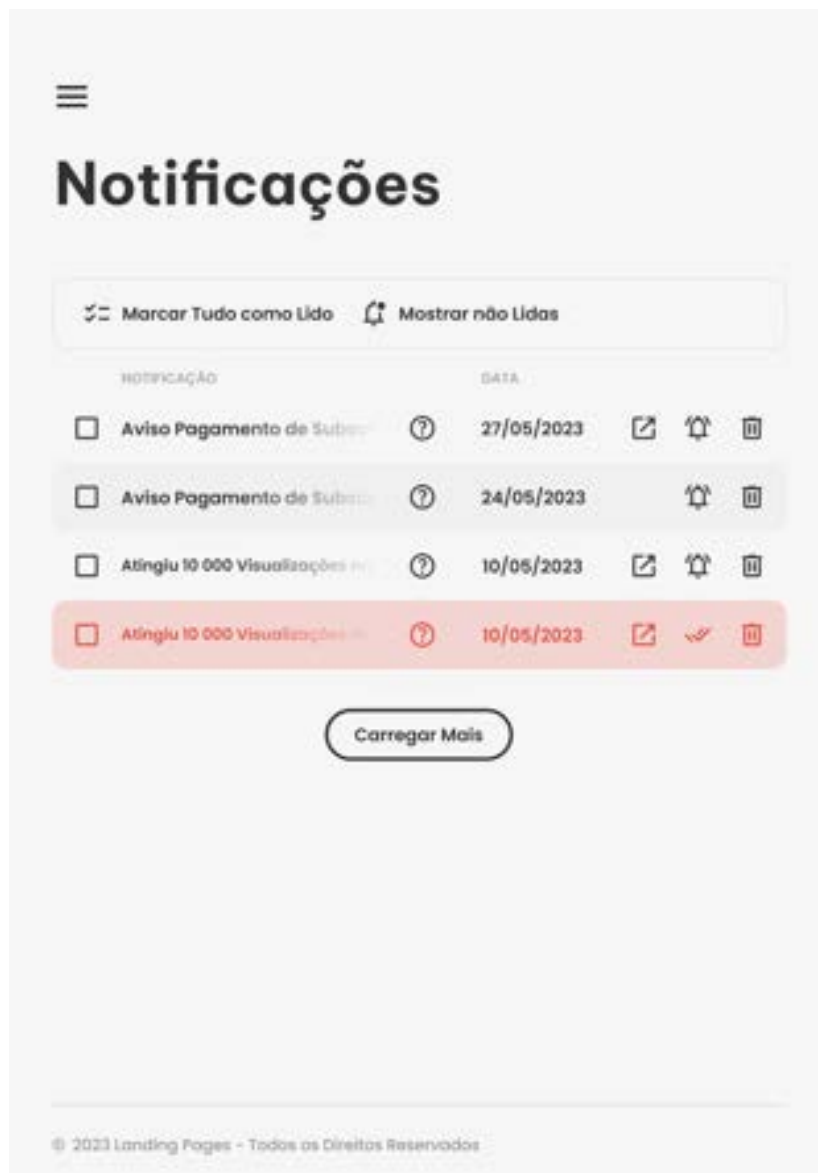 Notificações
Marcar Tudo como Lido Mostrar não Lidas
NOTIFICAÇÃO DATA
Aviso Pagamento de 27/05/2023
Aviso Pagamento de 24/05/2023
Atingiu 10 000 Visualizações 10/05/2023
Atingiu 10 000 Visualizações 10/05/2023
Carregar Mais
© 2023 Landing Pages - Todos os Direitos Reservados